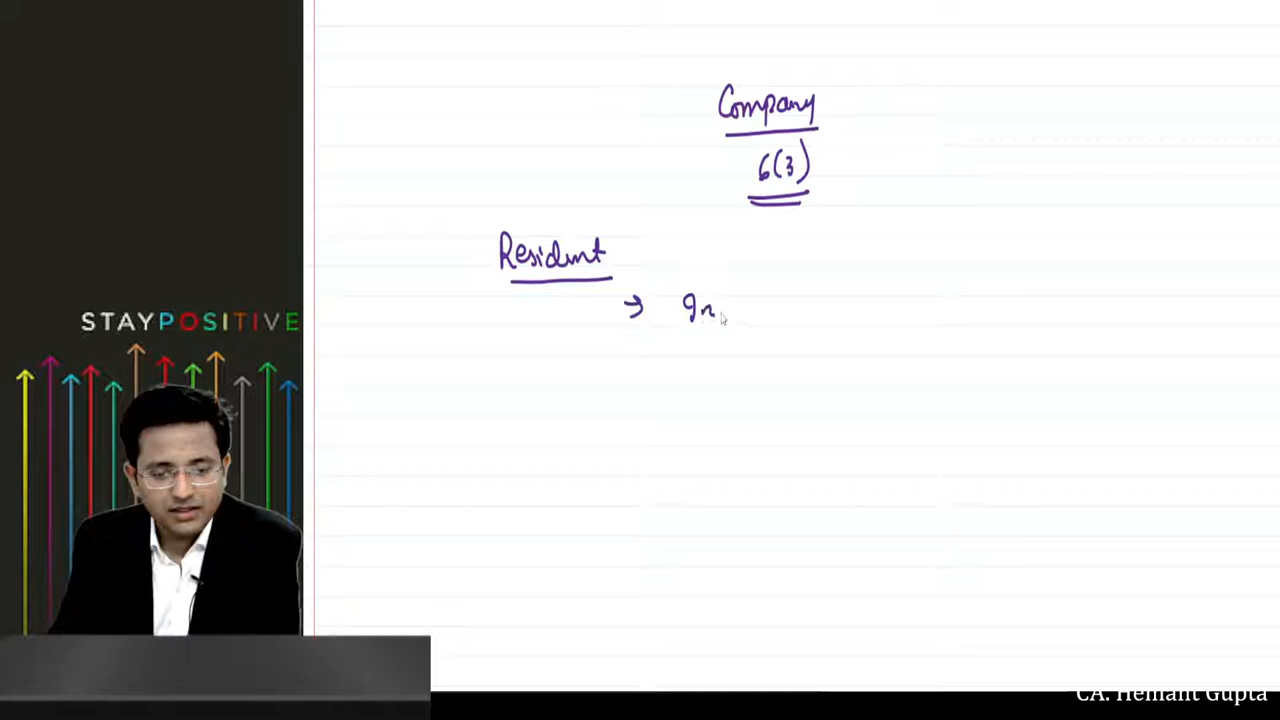 Company
6(3)
Resident
→ In
STAYPOSITIVE
CA. Hemant Gupta